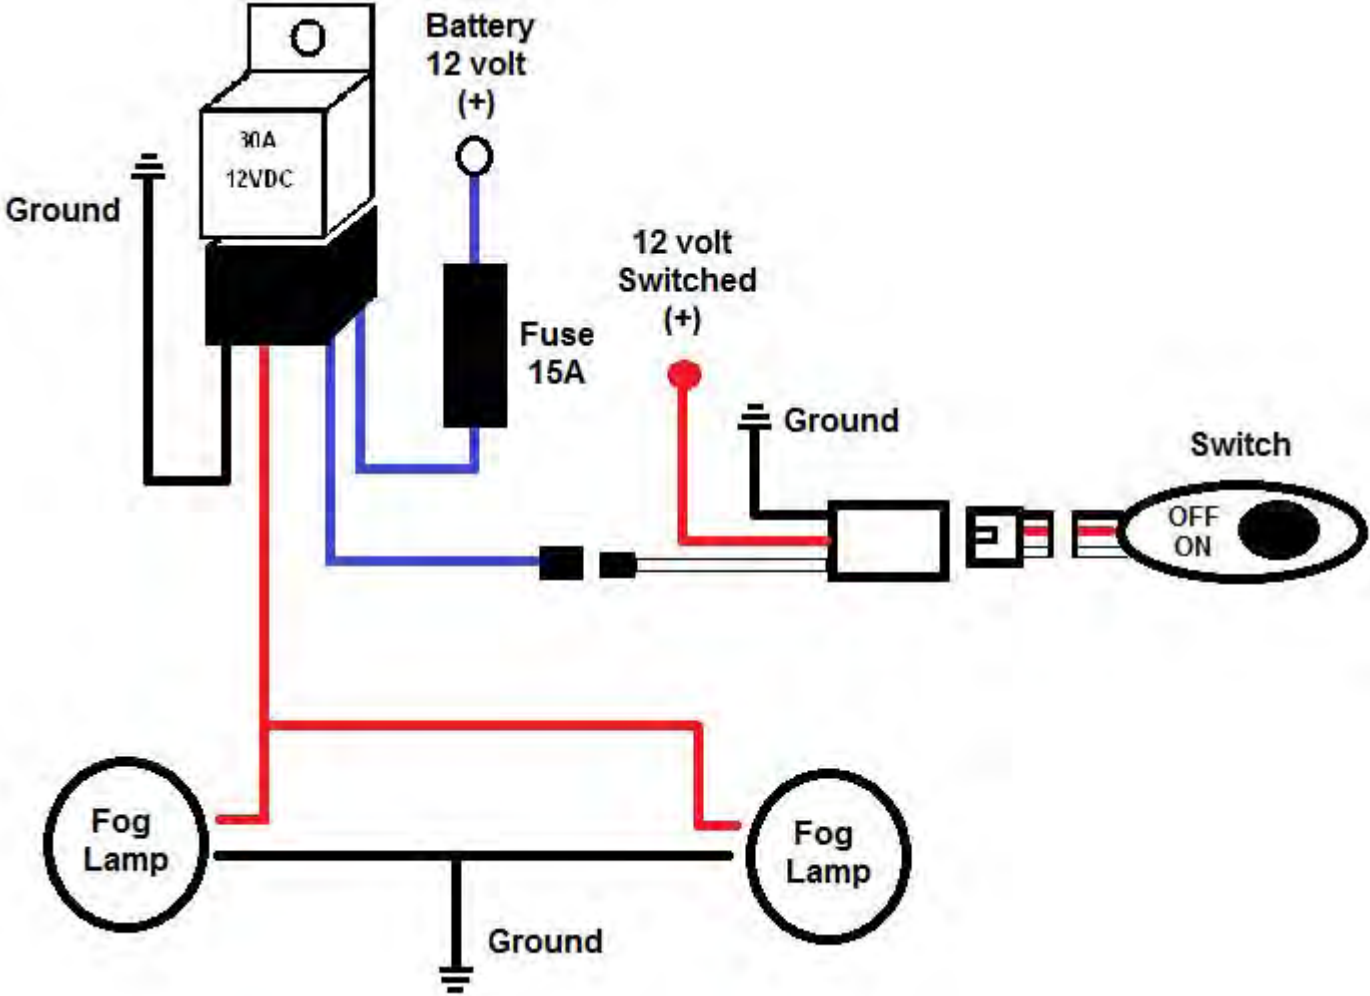 Battery
12 volt
(+)
30A
12VDC
Ground
12 volt
Switched
(+)
Fuse
15A
Ground
Switch
OFF
ON
Fog
Lamp
Fog
Lamp
Ground